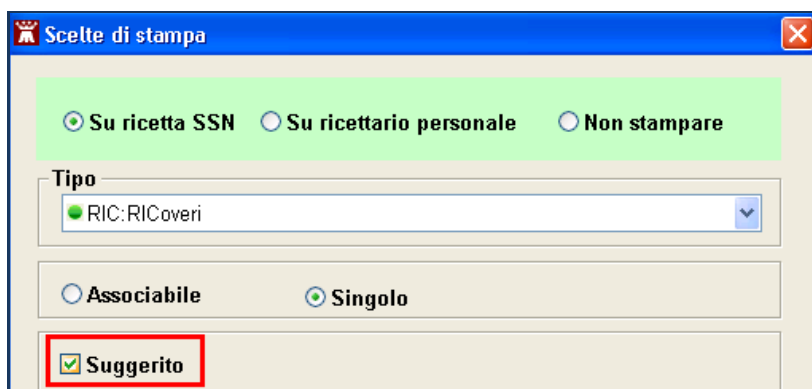 Scelte di stampa
Su ricetta SSN Su ricettario personale Non stampare
Tipo
RIC:RICoveri
Associabile Singolo
Suggerito